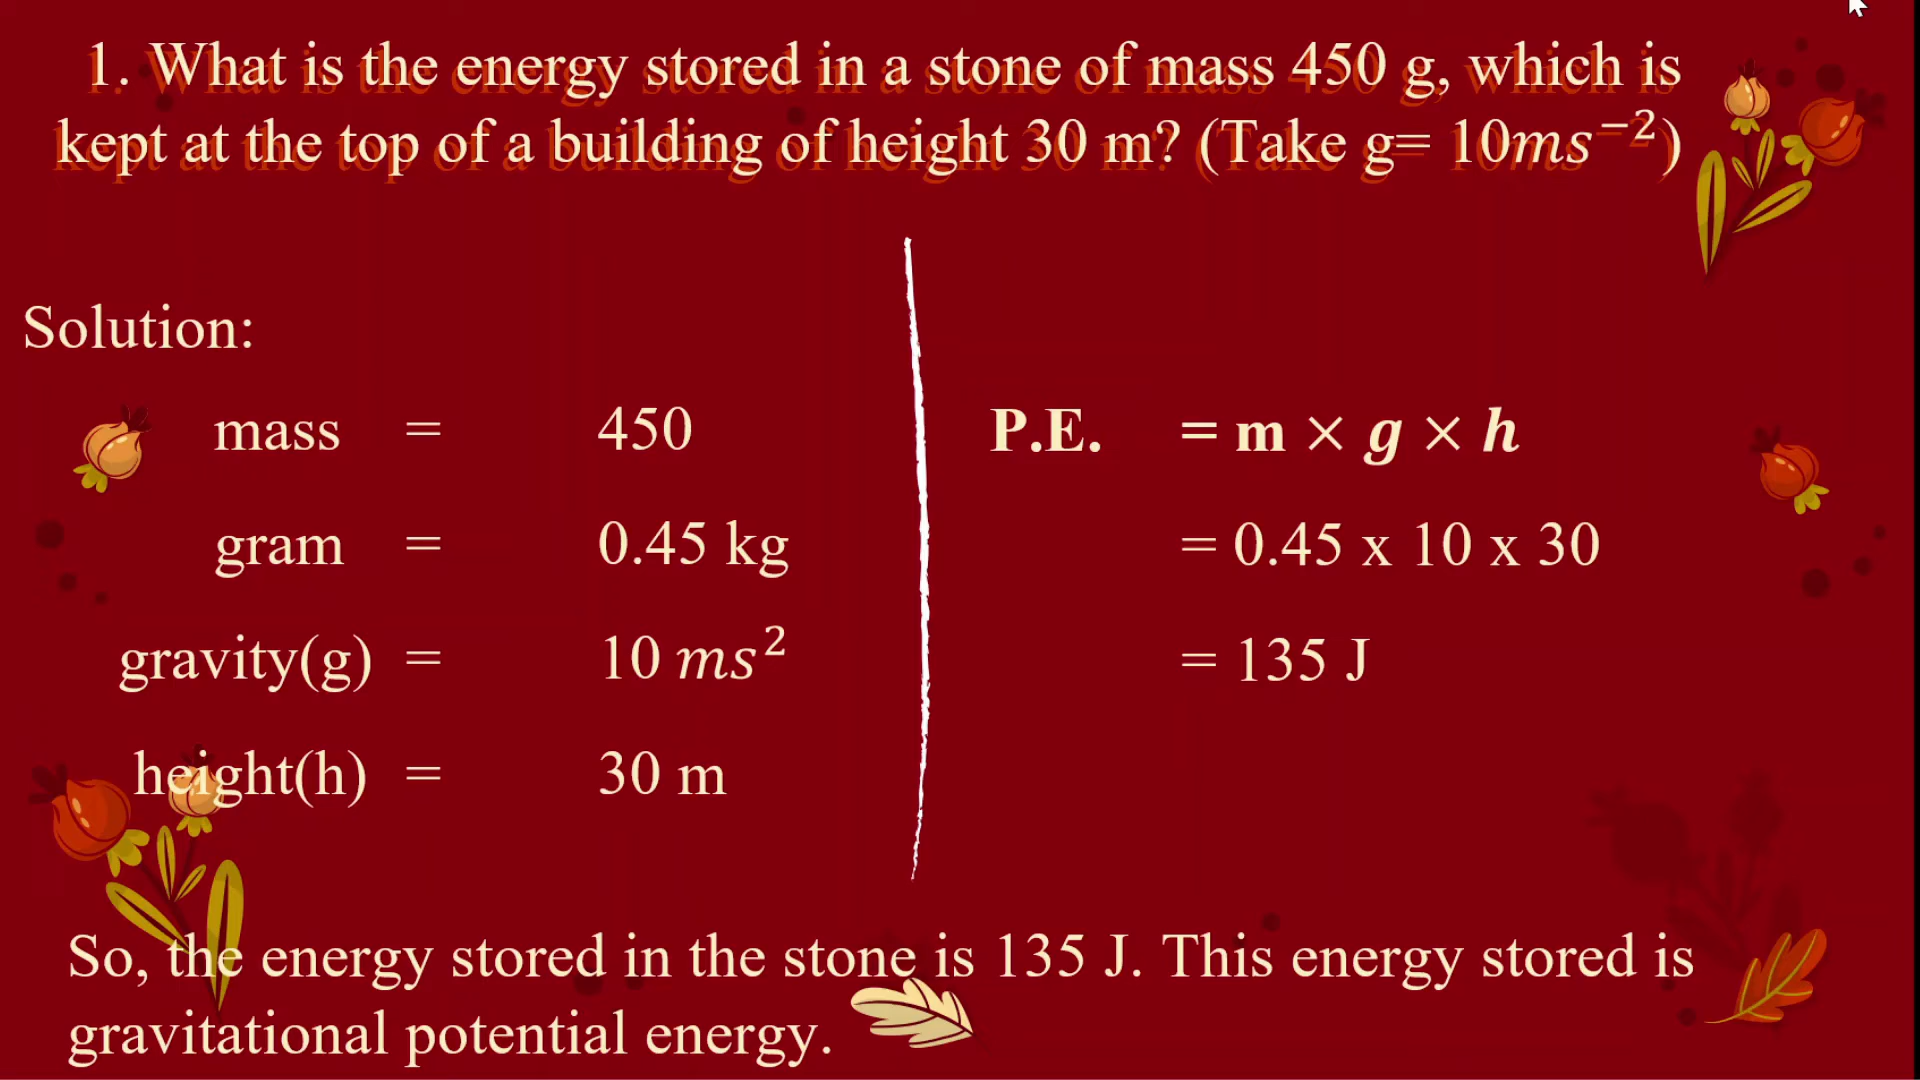 1. What is the energy stored in a stone of mass 450 g, which is
kept at the top of a building of height 30 m? (Take g= 10ms⁻²)
Solution:
mass = 450
gram = 0.45 kg
gravity(g) = 10 ms²
height(h) = 30 m
P.E. = m × g × h
= 0.45 x 10 x 30
= 135 J
So, the energy stored in the stone is 135 J. This energy stored is
gravitational potential energy.